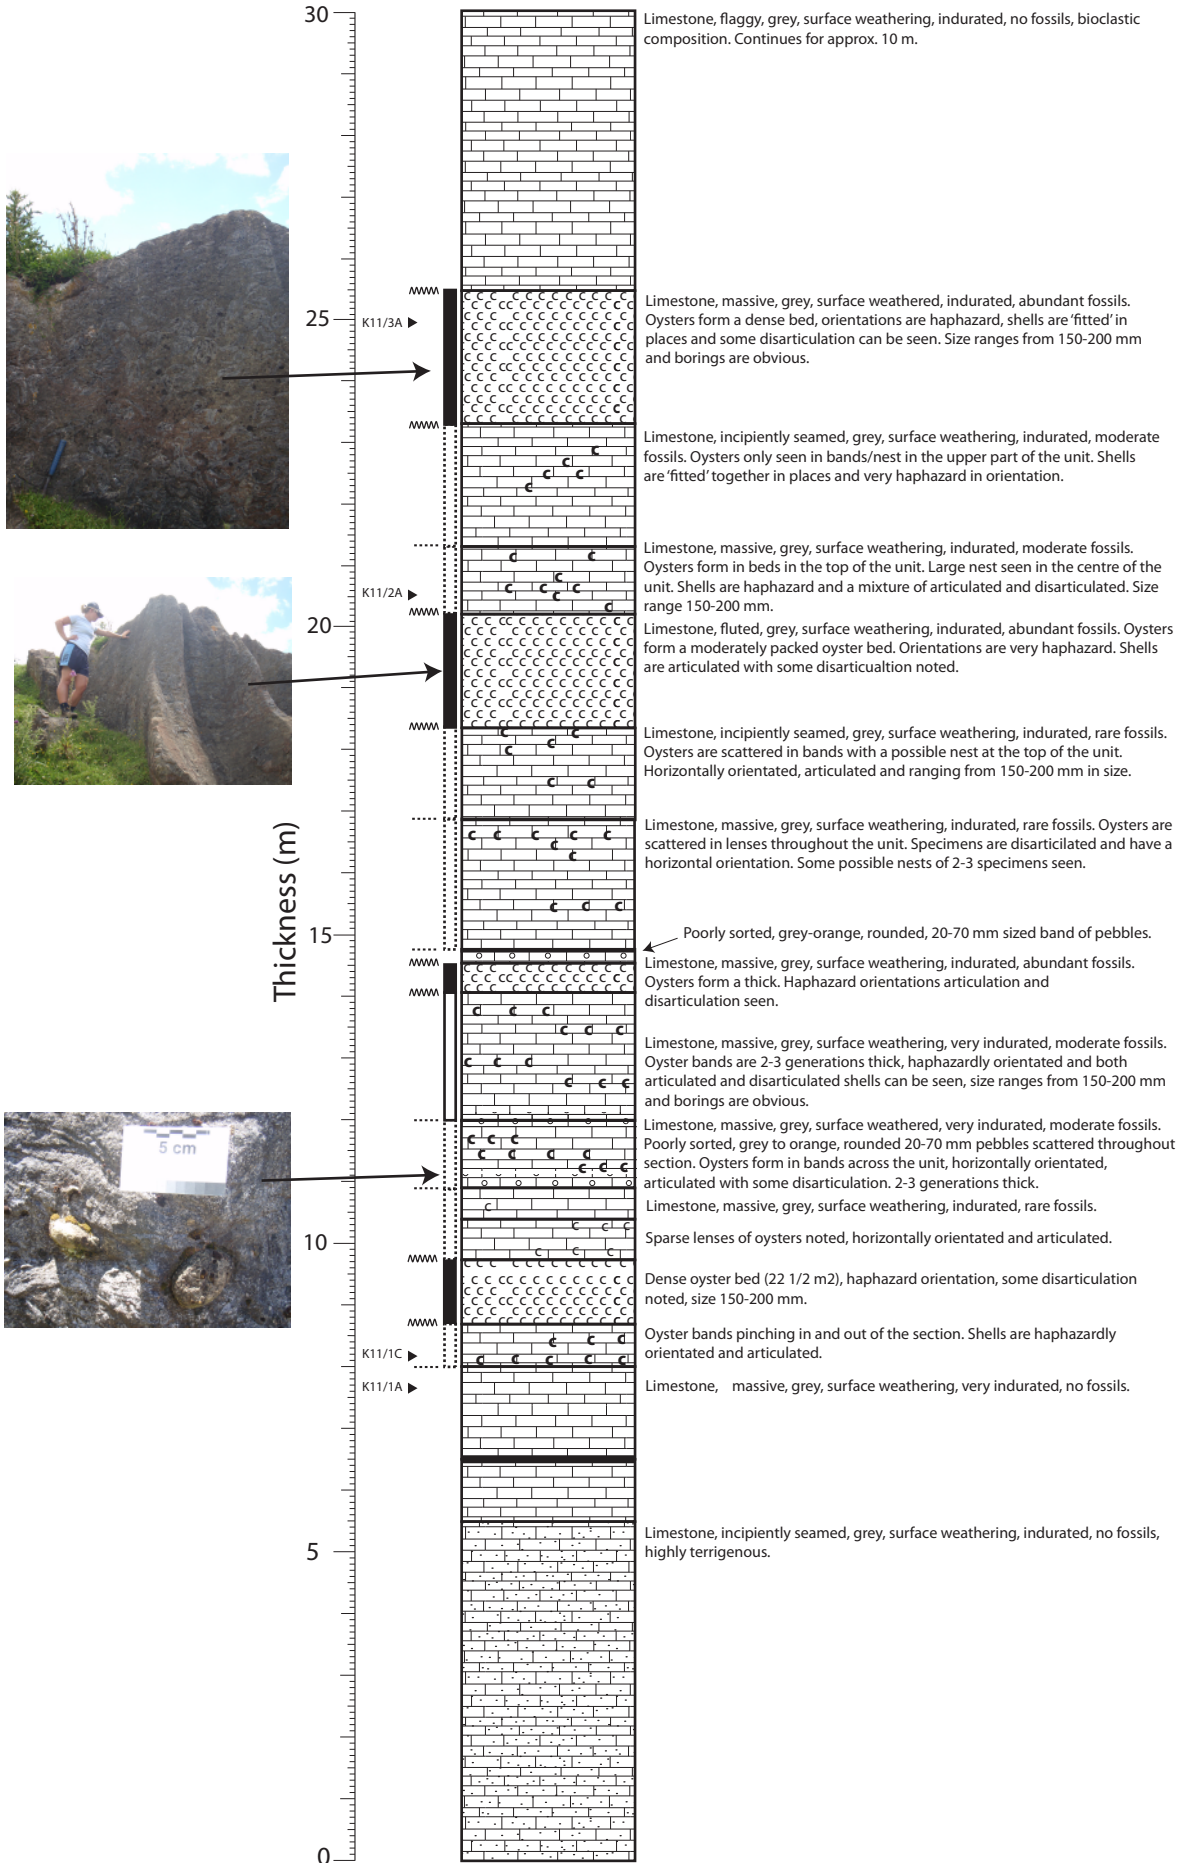 30
Limestone, flaggy, grey, surface weathering, indurated, no fossils, bioclastic
composition. Continues for approx. 10 m.
25
K11/3A
Limestone, massive, grey, surface weathered, indurated, abundant fossils.
Oysters form a dense bed, orientations are haphazard, shells are ‘fitted’ in
places and some disarticulation can be seen. Size ranges from 150-200 mm
and borings are obvious.
Limestone, incipiently seamed, grey, surface weathering, indurated, moderate
fossils. Oysters only seen in bands/nest in the upper part of the unit. Shells
are ‘fitted’ together in places and very haphazard in orientation.
Limestone, massive, grey, surface weathering, indurated, moderate fossils.
Oysters form in beds in the top of the unit. Large nest seen in the centre of the
unit. Shells are haphazard and a mixture of articulated and disarticulated. Size
range 150-200 mm.
K11/2A
20
Limestone, fluted, grey, surface weathering, indurated, abundant fossils. Oysters
form a moderately packed oyster bed. Orientations are very haphazard. Shells
are articulated with some disarticualtion noted.
Limestone, incipiently seamed, grey, surface weathering, indurated, rare fossils.
Oysters are scattered in bands with a possible nest at the top of the unit.
Horizontally orientated, articulated and ranging from 150-200 mm in size.
Thickness (m)
Limestone, massive, grey, surface weathering, indurated, rare fossils. Oysters are
scattered in lenses throughout the unit. Specimens are disarticilated and have a
horizontal orientation. Some possible nests of 2-3 specimens seen.
15
Poorly sorted, grey-orange, rounded, 20-70 mm sized band of pebbles.
Limestone, massive, grey, surface weathering, indurated, abundant fossils.
Oysters form a thick. Haphazard orientations articulation and
disarticulation seen.
Limestone, massive, grey, surface weathering, very indurated, moderate fossils.
Oyster bands are 2-3 generations thick, haphazardly orientated and both
articulated and disarticulated shells can be seen, size ranges from 150-200 mm
and borings are obvious.
5 cm
Limestone, massive, grey, surface weathered, very indurated, moderate fossils.
Poorly sorted, grey to orange, rounded 20-70 mm pebbles scattered throughout
section. Oysters form in bands across the unit, horizontally orientated,
articulated with some disarticulation. 2-3 generations thick.
Limestone, massive, grey, surface weathering, indurated, rare fossils.
10
Sparse lenses of oysters noted, horizontally orientated and articulated.
Dense oyster bed (22 1/2 m2), haphazard orientation, some disarticulation
noted, size 150-200 mm.
Oyster bands pinching in and out of the section. Shells are haphazardly
orientated and articulated.
K11/1C
K11/1A
Limestone, massive, grey, surface weathering, very indurated, no fossils.
5
Limestone, incipiently seamed, grey, surface weathering, indurated, no fossils,
highly terrigenous.
0